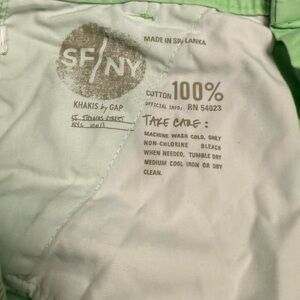 MADE IN SRI LANKA
SF/NY
COTTON 100%
OFFICIAL INFO: RN 54023
KHAKIS by GAP
TAKE CARE:
MACHINE WASH COLD, ONLY
NON-CHLORINE BLEACH
WHEN NEEDED, TUMBLE DRY
MEDIUM COOL IRON OR DRY
CLEAN.